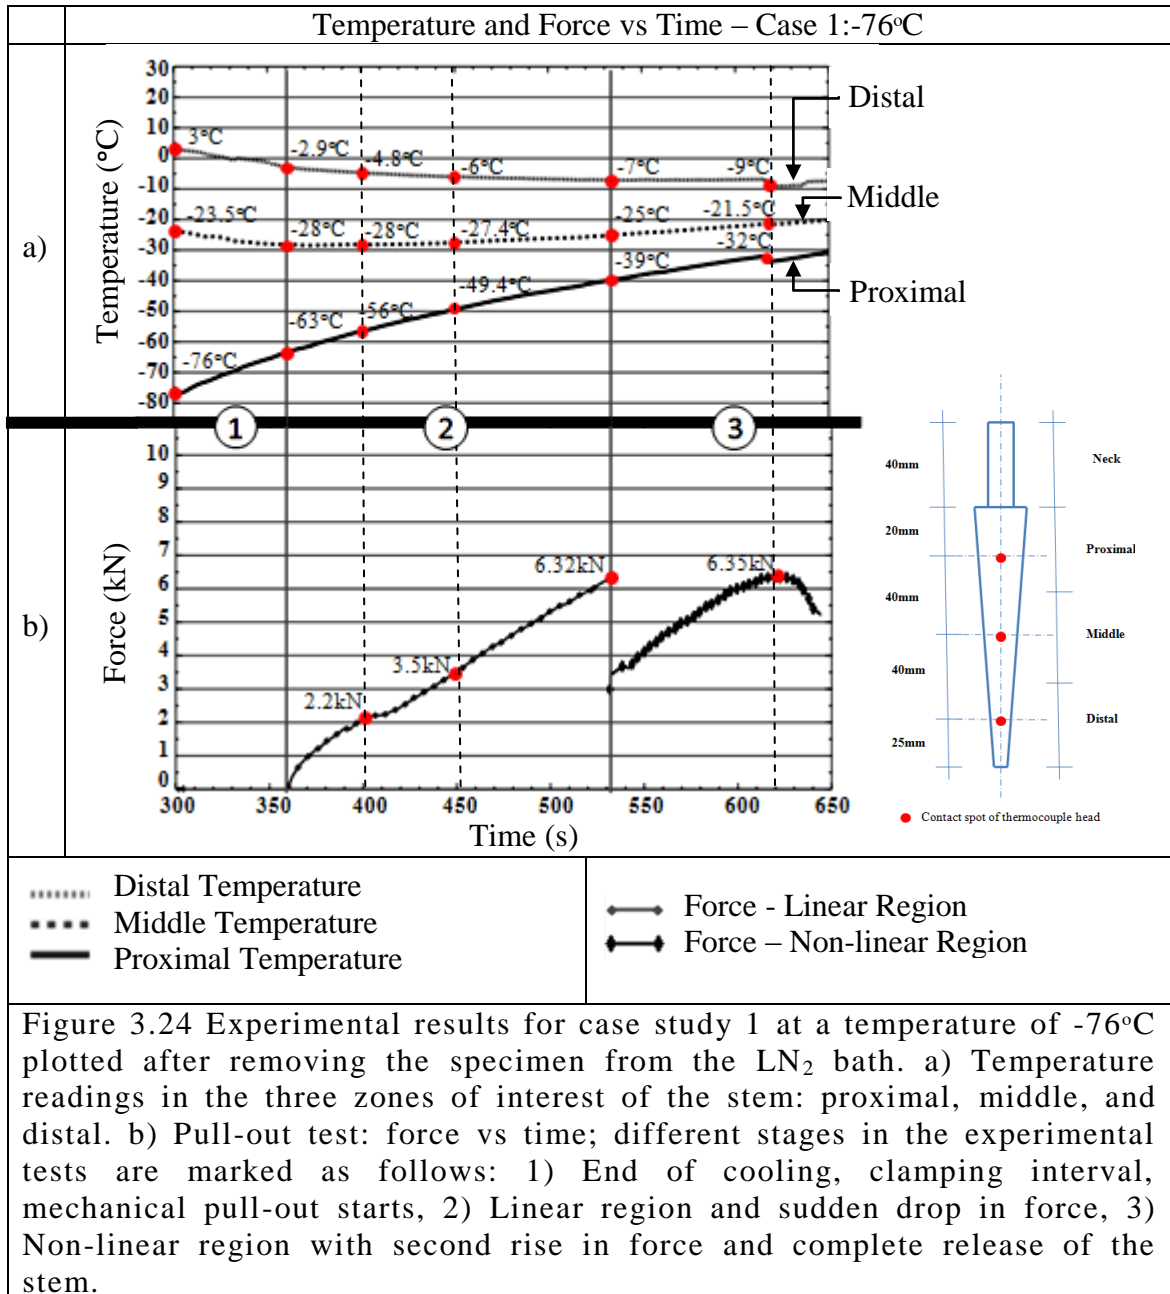 Temperature and Force vs Time – Case 1:-76°C
a)
Temperature (°C)
30
20
10
0
-10
-20
-30
-40
-50
-60
-70
-80
3°C
-2.9°C
-4.8°C
-6°C
-7°C
-9°C
-23.5°C
-28°C
-28°C
-27.4°C
-25°C
-21.5°C
-76°C
-63°C
-56°C
-49.4°C
-39°C
-32°C
Distal
Middle
Proximal
1
2
3
b)
Force (kN)
10
9
8
7
6
5
4
3
2
1
0
2.2kN
3.5kN
6.32kN
6.35kN
300
350
400
450
500
550
600
650
Time (s)
40mm
Neck
20mm
Proximal
40mm
Middle
40mm
Distal
25mm
Contact spot of thermocouple head
Distal Temperature
Middle Temperature
Proximal Temperature
Force - Linear Region
Force – Non-linear Region
Figure 3.24 Experimental results for case study 1 at a temperature of -76°C
plotted after removing the specimen from the LN₂ bath. a) Temperature
readings in the three zones of interest of the stem: proximal, middle, and
distal. b) Pull-out test: force vs time; different stages in the experimental
tests are marked as follows: 1) End of cooling, clamping interval,
mechanical pull-out starts, 2) Linear region and sudden drop in force, 3)
Non-linear region with second rise in force and complete release of the
stem.